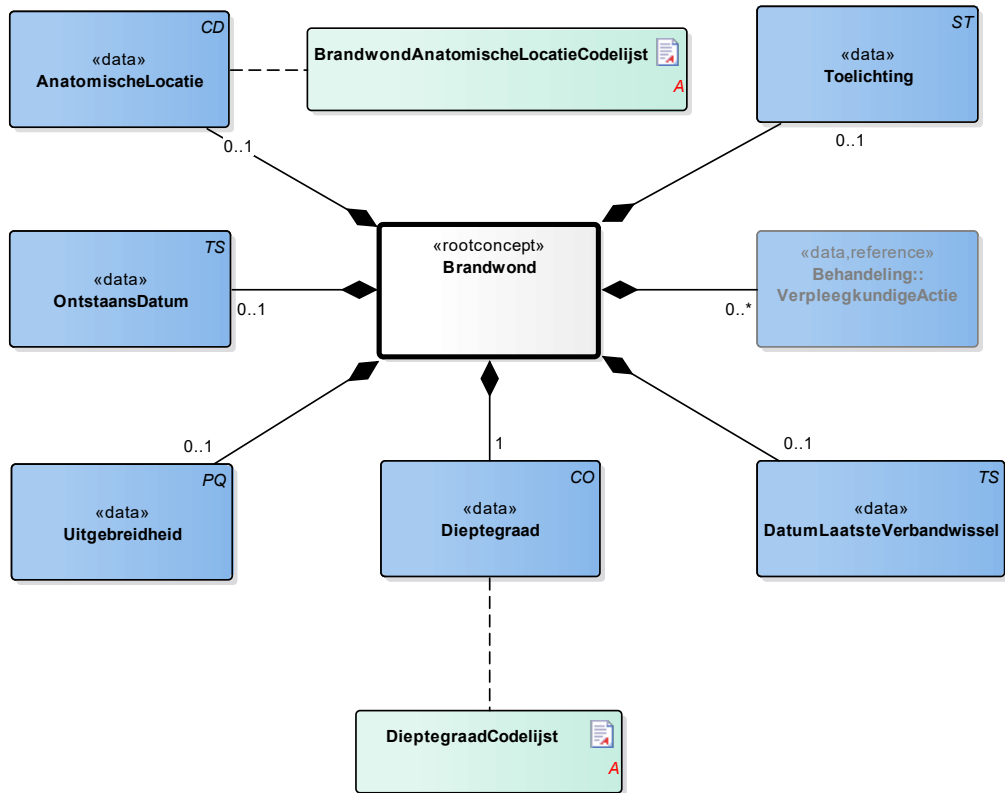 CD
«data»
AnatomischeLocatie
BrandwondAnatomischeLocatieCodelijst
A
ST
«data»
Toelichting
0..1
0..1
TS
«data»
OntstaansDatum
0..1
«rootconcept»
Brandwond
«data,reference»
Behandeling::
VerpleegkundigeActie
0..*
0..1
1
0..1
PQ
«data»
Uitgebreidheid
CO
«data»
Dieptegraad
TS
«data»
DatumLaatsteVerbandwissel
DieptegraadCodelijst
A